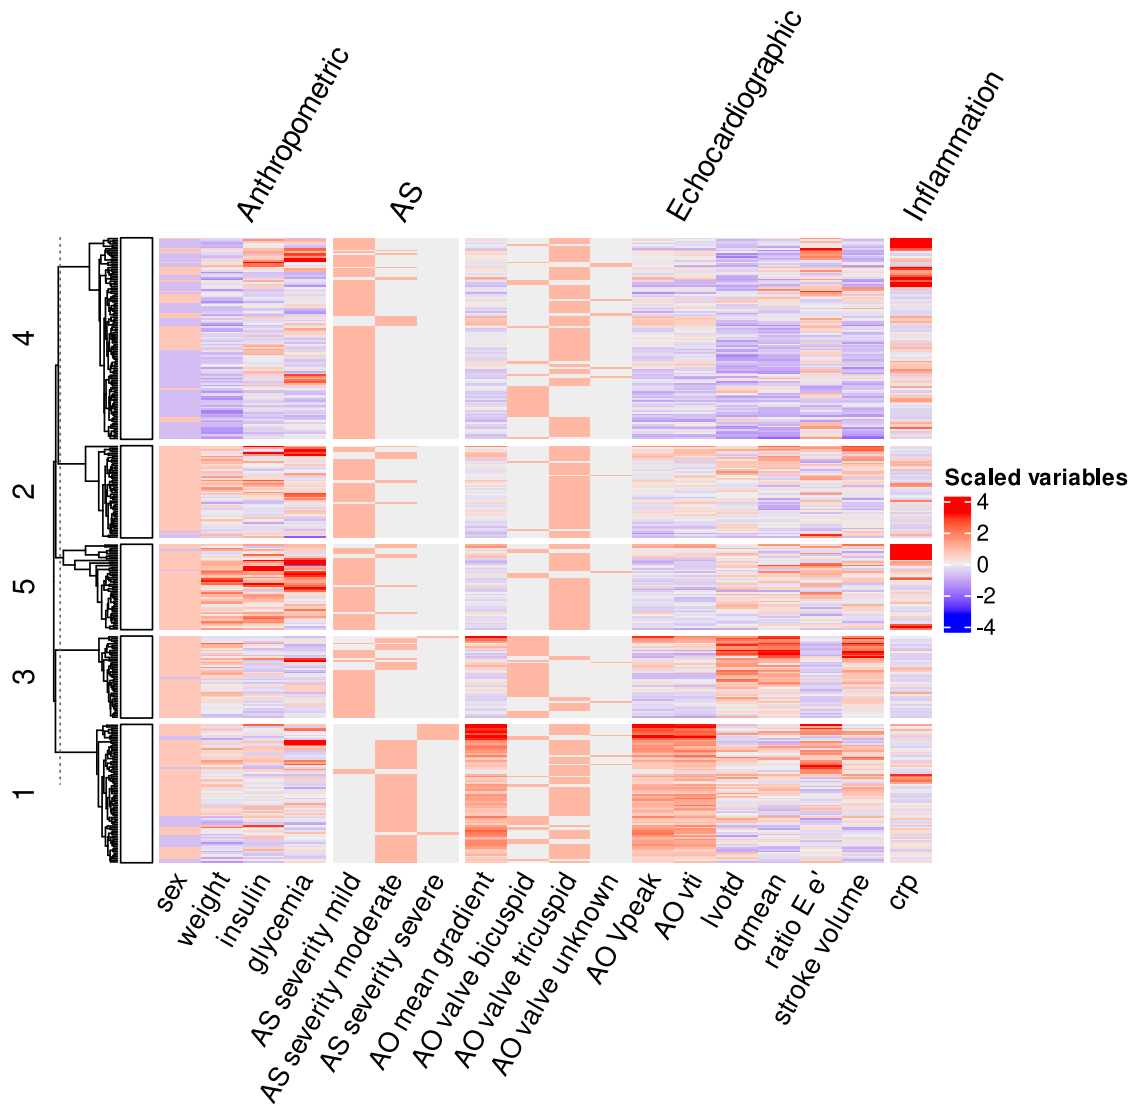 Anthropometric
AS
Echocardiographic
Inflammation
4
2
5
3
1
Scaled variables
4
2
0
-2
-4
sex
weight
insulin
glycemia
AS severity mild
AS severity moderate
AS severity severe
AO mean gradient
AO valve bicuspid
AO valve tricuspid
AO valve unknown
AO Vpeak
AO vti
lvotd
qmean
ratio E e'
stroke volume
crp